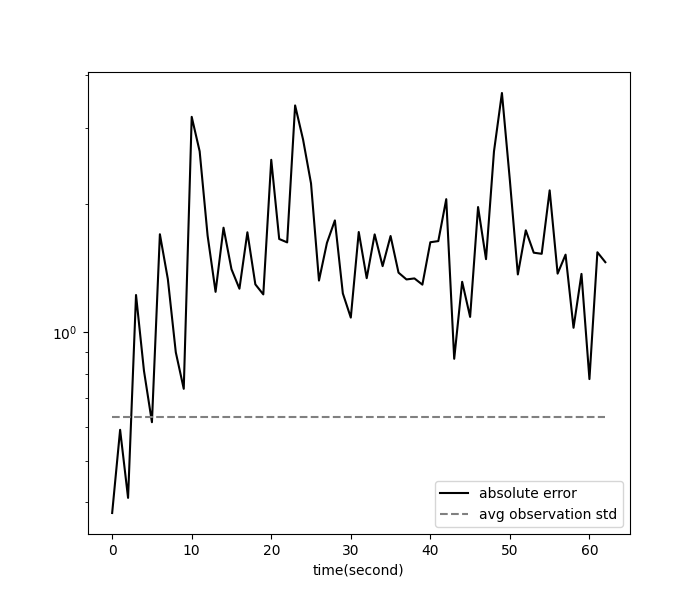 10⁰
0 10 20 30 40 50 60
time(second)
absolute error
avg observation std